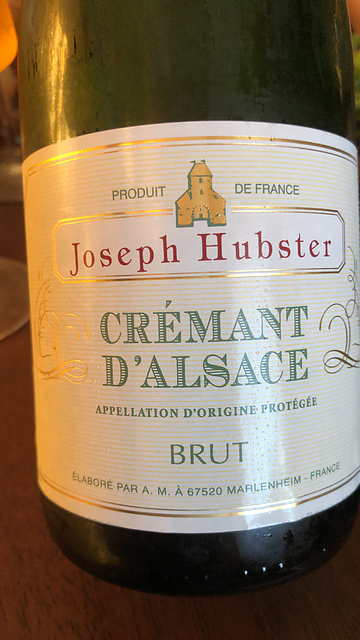 PRODUIT DE FRANCE
Joseph Hubster
CRÉMANT
D'ALSACE
APPELLATION D'ORIGINE PROTÉGÉE
BRUT
ÉLABORÉ PAR A. M. À 67520 MARLENHEIM - FRANCE